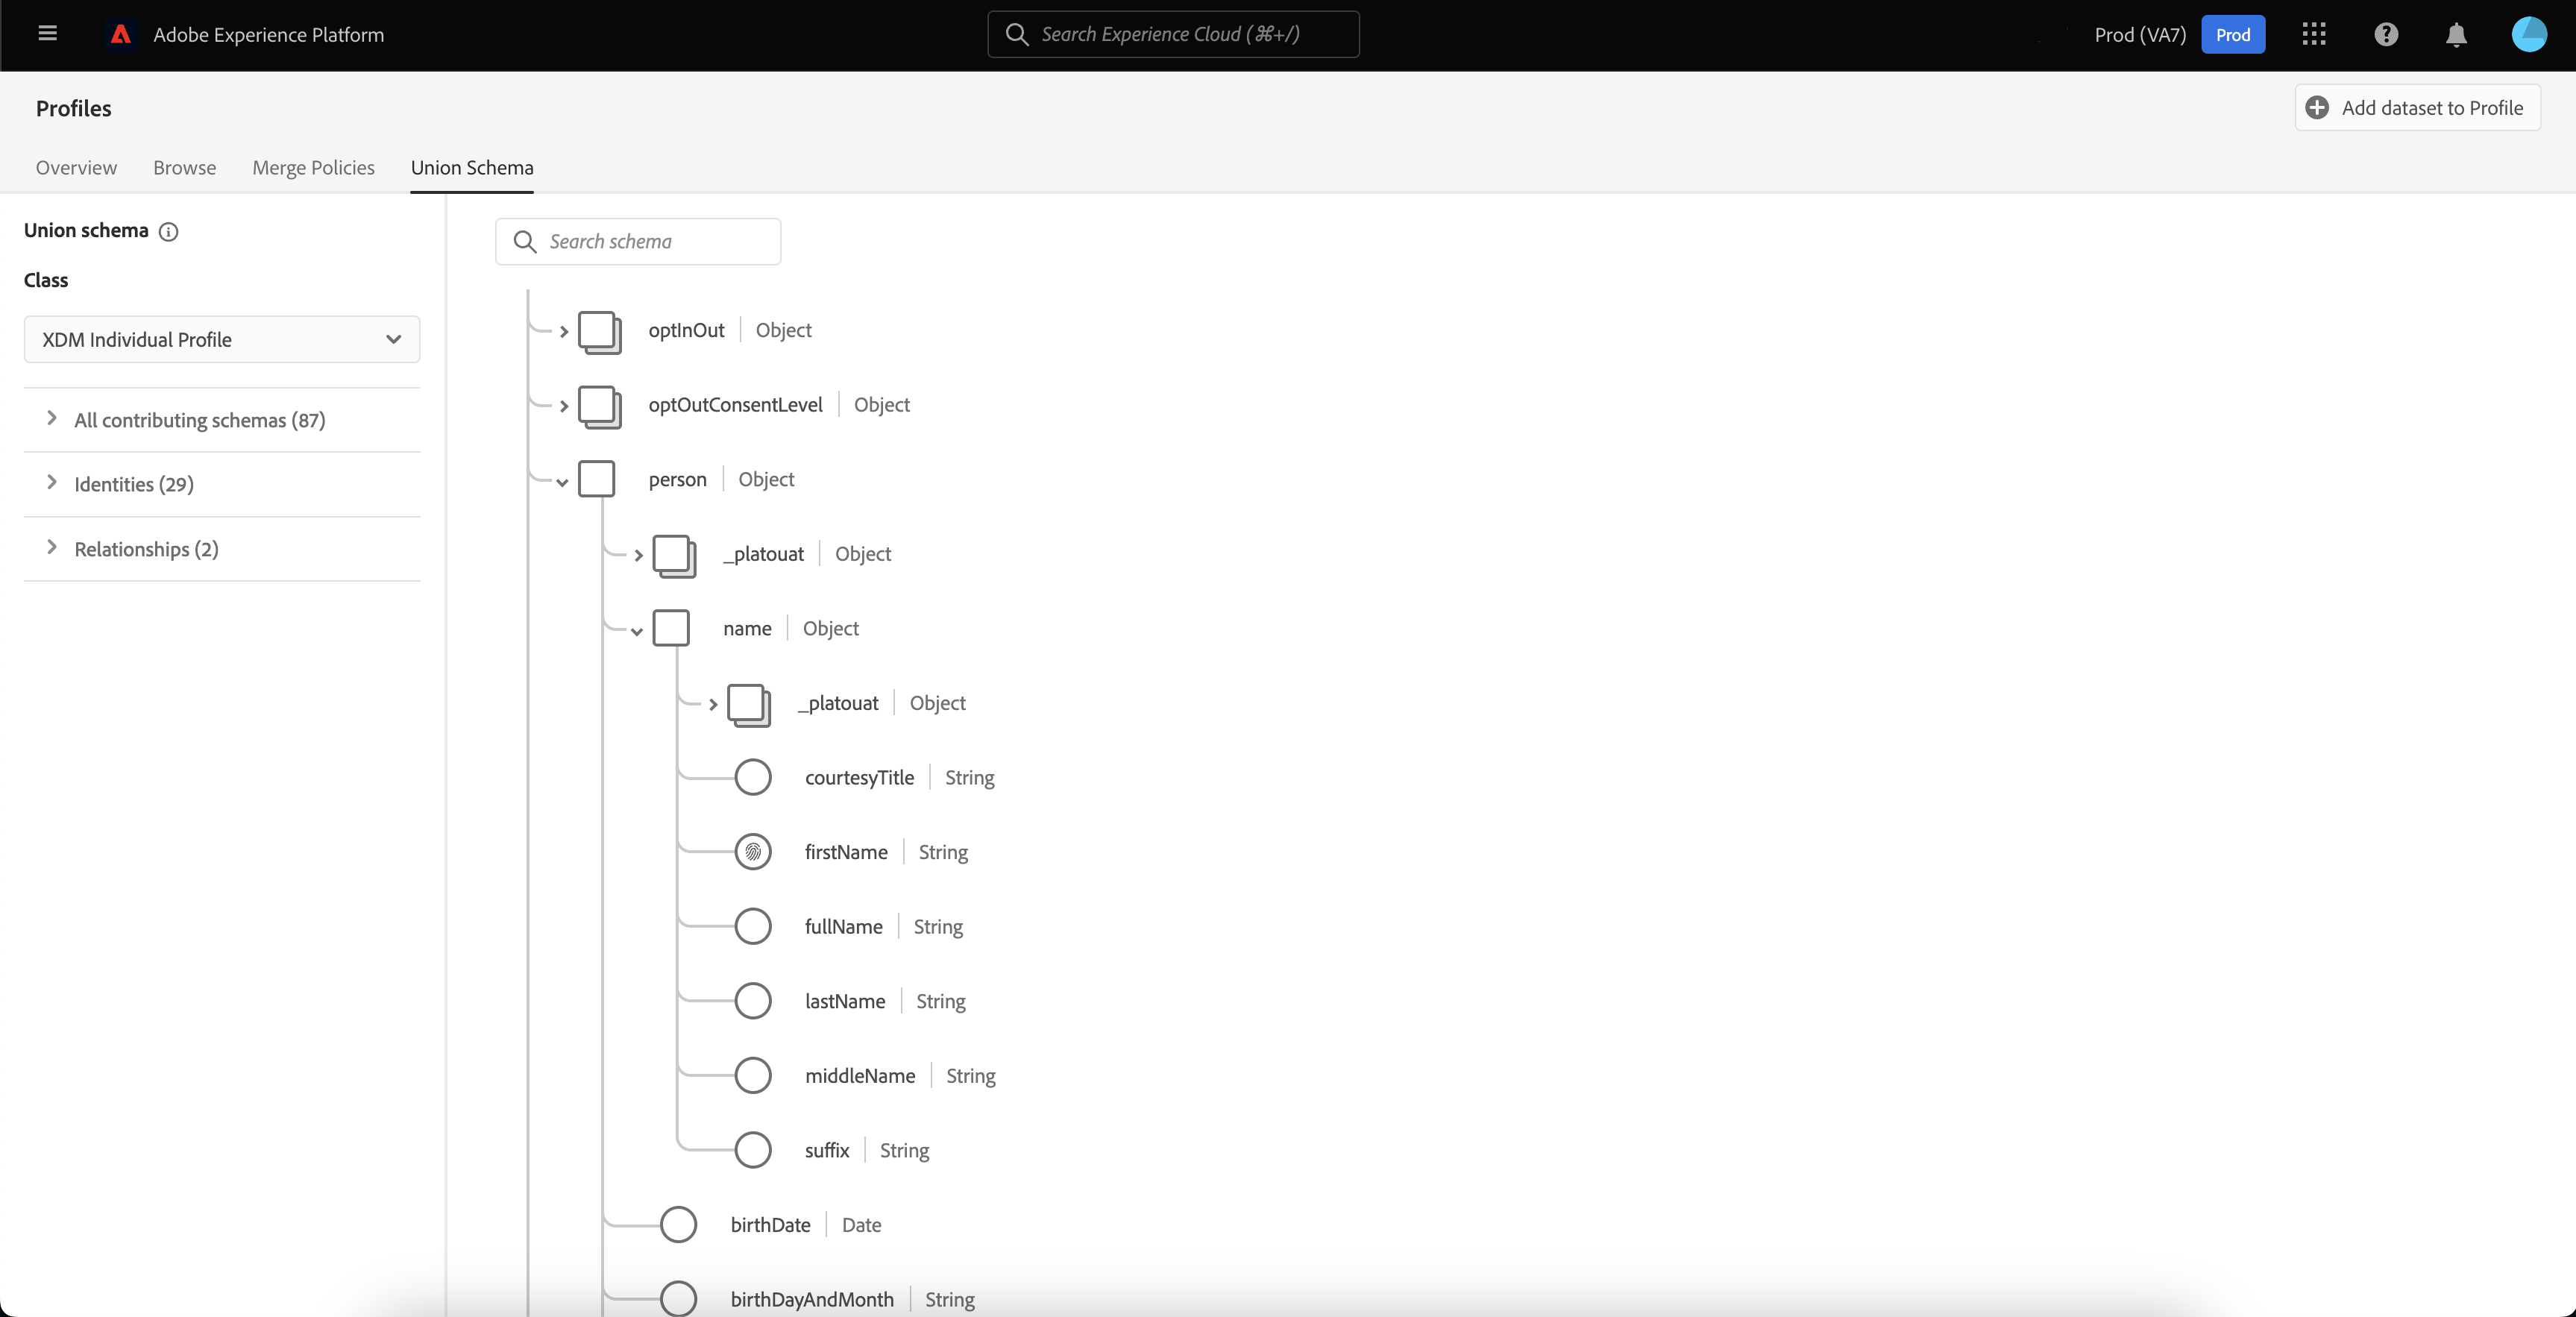 Adobe Experience Platform
Search Experience Cloud (⌘+/)
Prod (VA7)
Prod
Profiles
Add dataset to Profile
Overview
Browse
Merge Policies
Union Schema
Union schema
Class
XDM Individual Profile
All contributing schemas (87)
Identities (29)
Relationships (2)
Search schema
optInOut Object
optOutConsentLevel Object
person Object
_platouat Object
name Object
_platouat Object
courtesyTitle String
firstName String
fullName String
lastName String
middleName String
suffix String
birthDate Date
birthDayAndMonth String